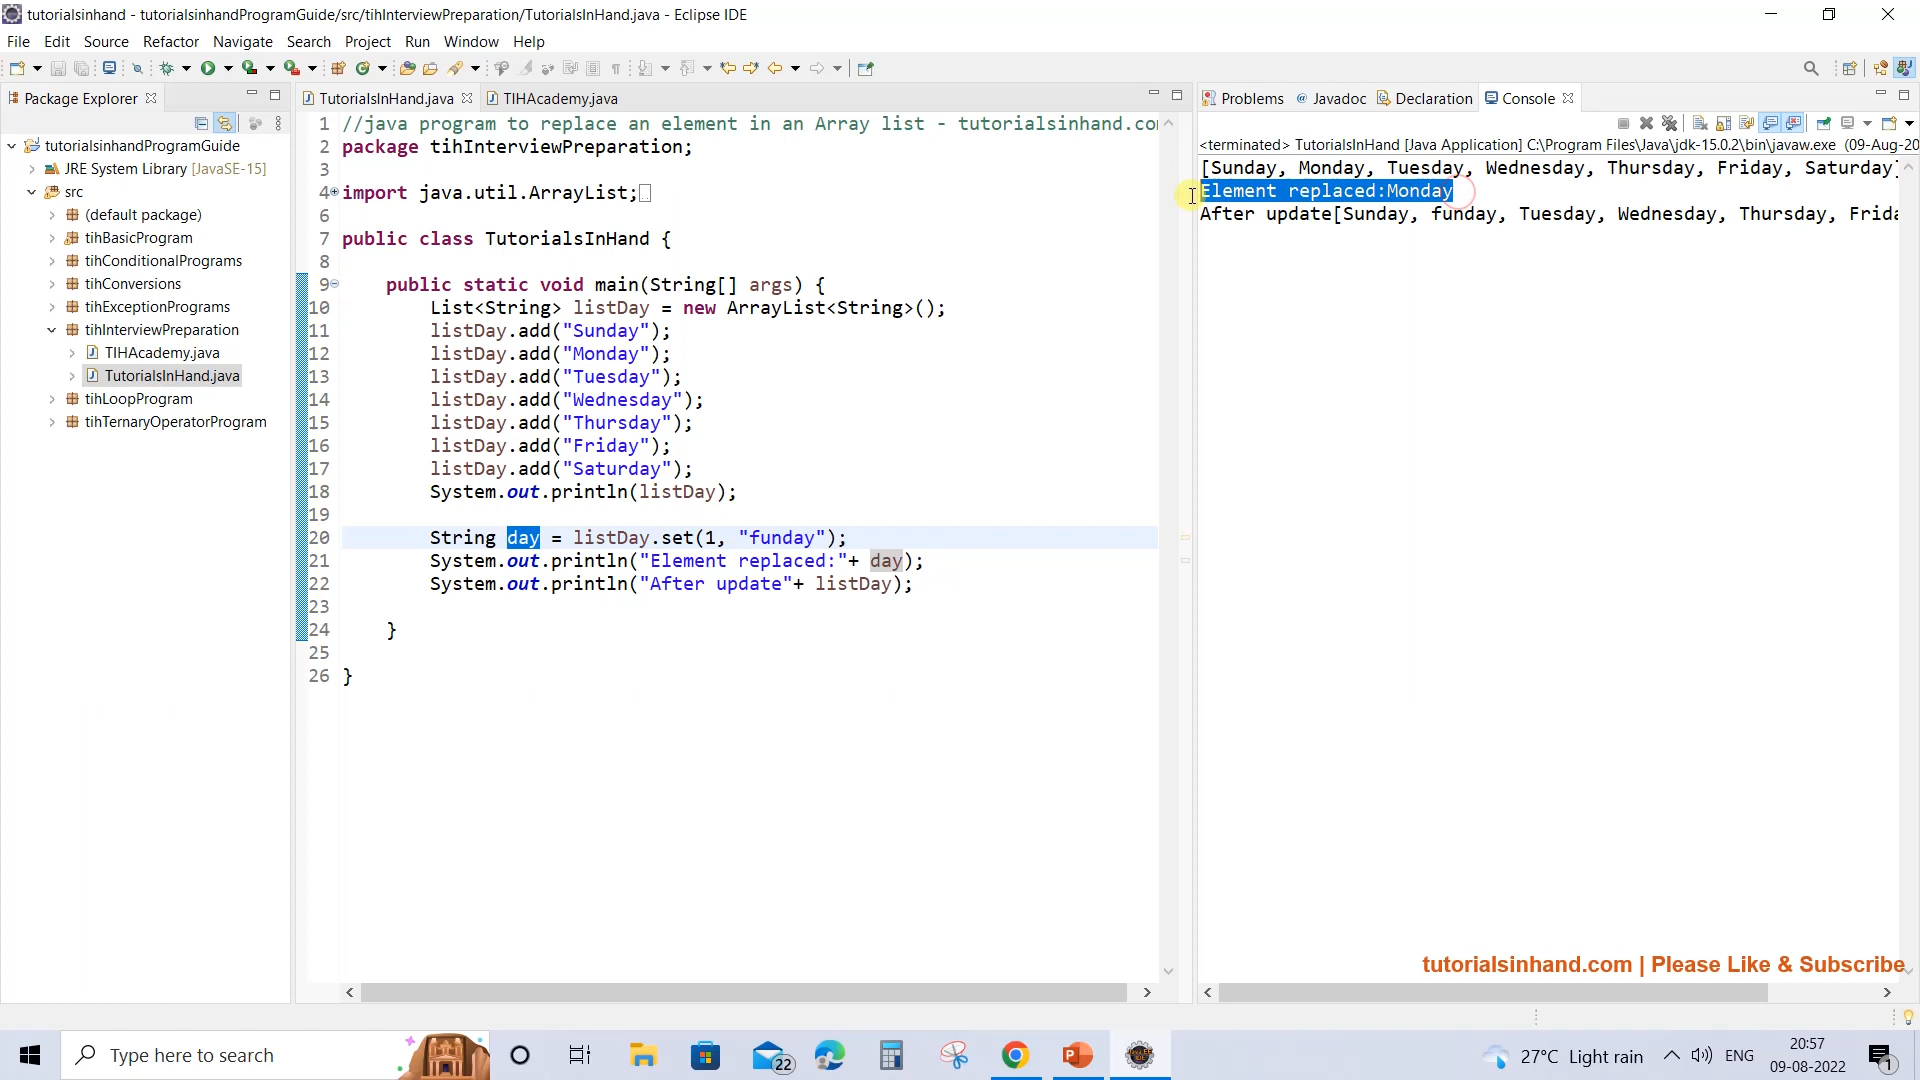 tutorialsinhand - tutorialsinhandProgramGuide/src/tihInterviewPreparation/TutorialsInHand.java - Eclipse IDE
File Edit Source Refactor Navigate Search Project Run Window Help
Package Explorer
tutorialsinhandProgramGuide
JRE System Library [JavaSE-15]
src
(default package)
tihBasicProgram
tihConditionalPrograms
tihConversions
tihExceptionPrograms
tihInterviewPreparation
TIHAcademy.java
TutorialsInHand.java
tihLoopProgram
tihTernaryOperatorProgram
TutorialsInHand.java TIHAcademy.java
1 //java program to replace an element in an Array list - tutorialsinhand.co
2 package tihInterviewPreparation;
3
4 import java.util.ArrayList;
6
7 public class TutorialsInHand {
8
9 public static void main(String[] args) {
10 List<String> listDay = new ArrayList<String>();
11 listDay.add("Sunday");
12 listDay.add("Monday");
13 listDay.add("Tuesday");
14 listDay.add("Wednesday");
15 listDay.add("Thursday");
16 listDay.add("Friday");
17 listDay.add("Saturday");
18 System.out.println(listDay);
19
20 String day = listDay.set(1, "funday");
21 System.out.println("Element replaced:"+ day);
22 System.out.println("After update"+ listDay);
23
24 }
25
26 }
Problems @ Javadoc Declaration Console
<terminated> TutorialsInHand [Java Application] C:\Program Files\Java\jdk-15.0.2\bin\javaw.exe (09-Aug-20
[Sunday, Monday, Tuesday, Wednesday, Thursday, Friday, Saturday]
Element replaced:Monday
After update[Sunday, funday, Tuesday, Wednesday, Thursday, Frida
tutorialsinhand.com | Please Like & Subscribe
Type here to search
22
27°C Light rain
ENG
20:57
09-08-2022
1